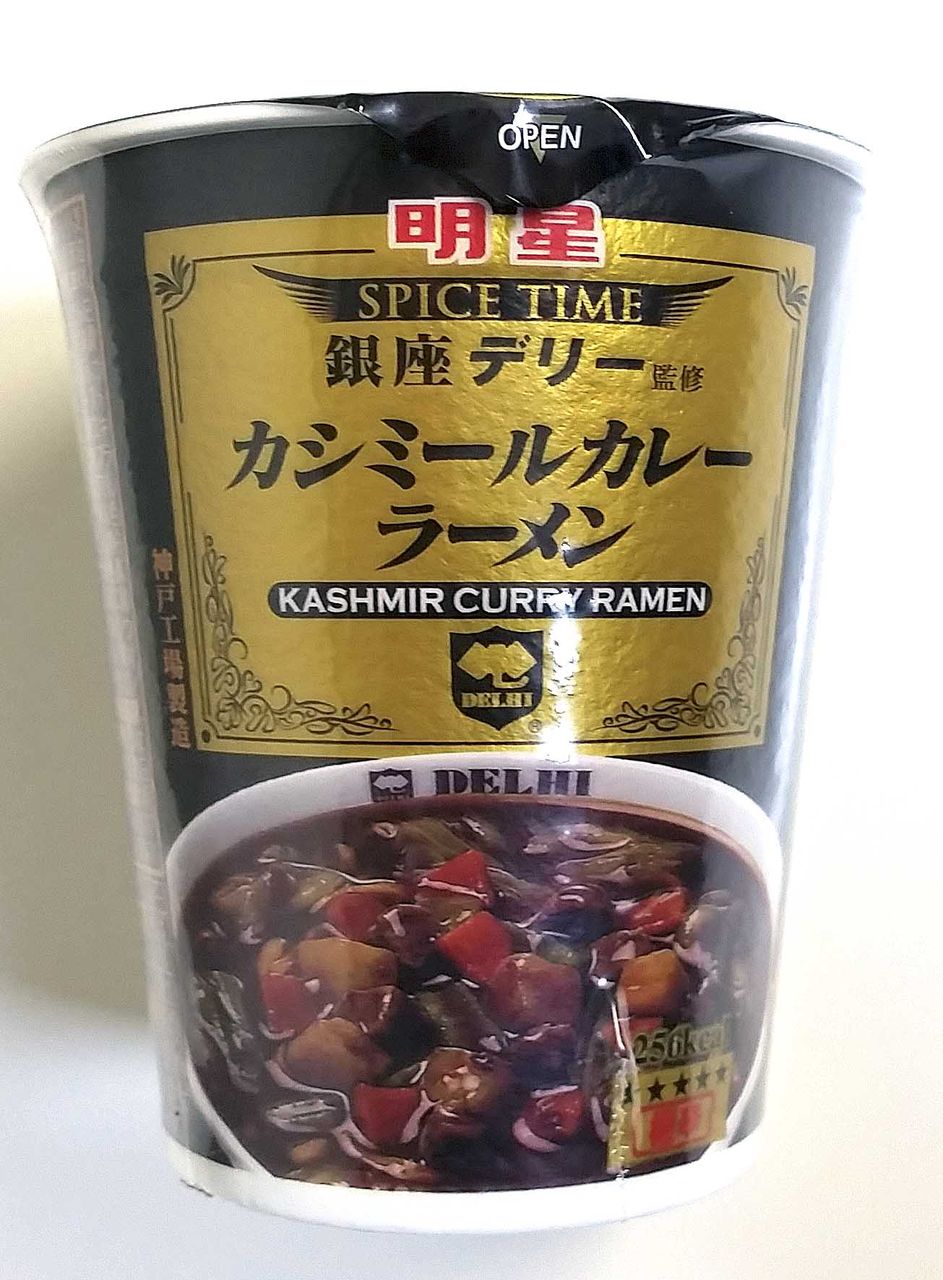 OPEN
明星
SPICE TIME
銀座デリー監修
カシミールカレー
ラーメン
KASHMIR CURRY RAMEN
DELHI
®
神戸工場製造
DELHI
256kcal
★★★★★